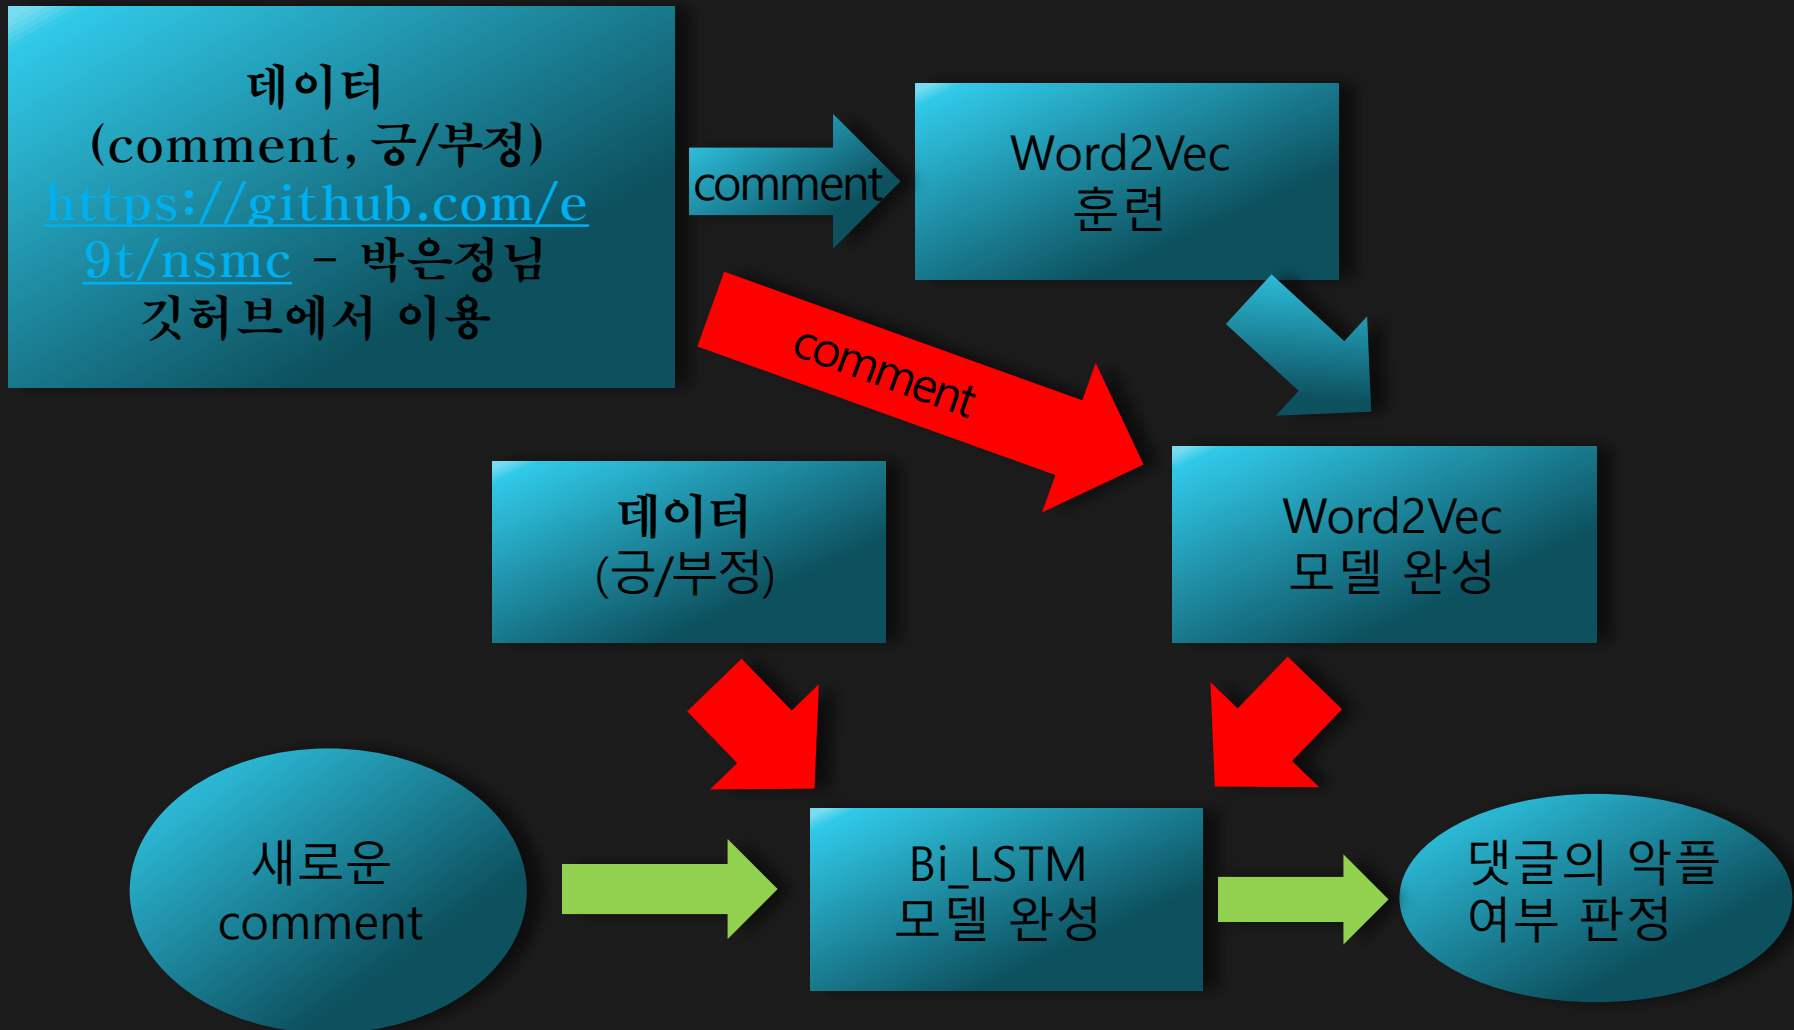 데이터
(comment, 긍/부정)
https://github.com/e
9t/nsmc - 박은정님
깃허브에서 이용
comment
Word2Vec
훈련
comment
데이터
(긍/부정)
Word2Vec
모델 완성
새로운
comment
Bi_LSTM
모델 완성
댓글의 악플
여부 판정